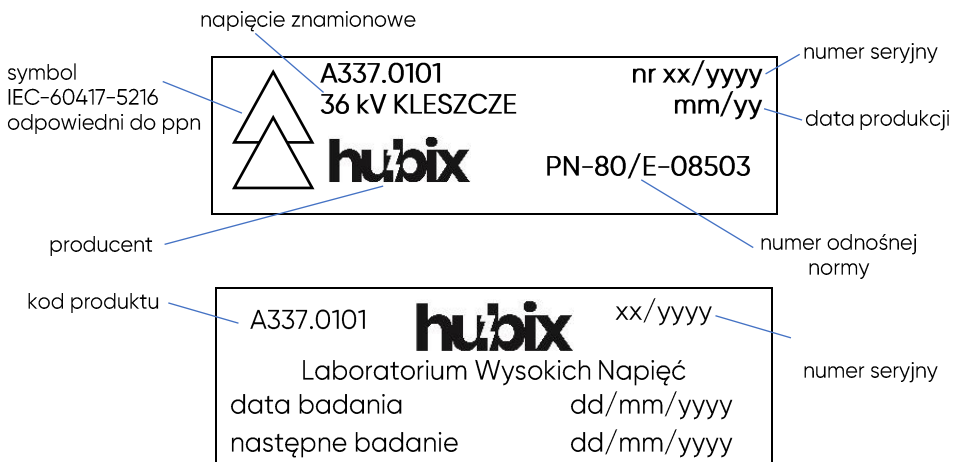 napięcie znamionowe
symbol
IEC-60417-5216
odpowiedni do ppn
A337.0101
36 kV KLESZCZE
hubix
nr xx/yyyy
mm/yy
PN-80/E-08503
numer seryjny
data produkcji
producent
numer odnośnej
normy
kod produktu
A337.0101
hubix
xx/yyyy
numer seryjny
Laboratorium Wysokich Napięć
data badania dd/mm/yyyy
następne badanie dd/mm/yyyy